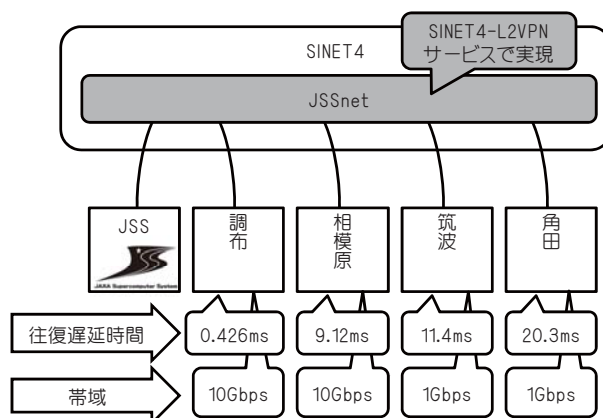 SINET4-L2VPN
サービスで実現
SINET4
JSSnet
JSS
JAXA Supercomputer System
調布
相模原
筑波
角田
往復遅延時間
0.426ms
9.12ms
11.4ms
20.3ms
帯域
10Gbps
10Gbps
1Gbps
1Gbps